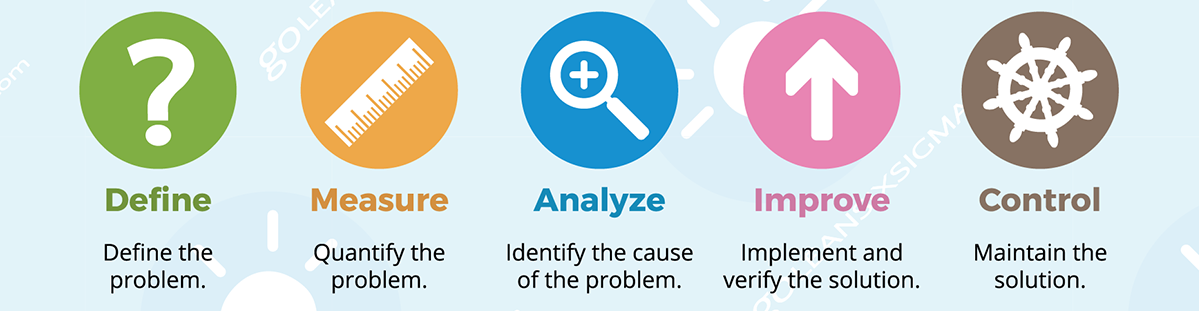 Define
Measure
Analyze
Improve
Control
Define the
problem.
Quantify the
problem.
Identify the cause
of the problem.
Implement and
verify the solution.
Maintain the
solution.